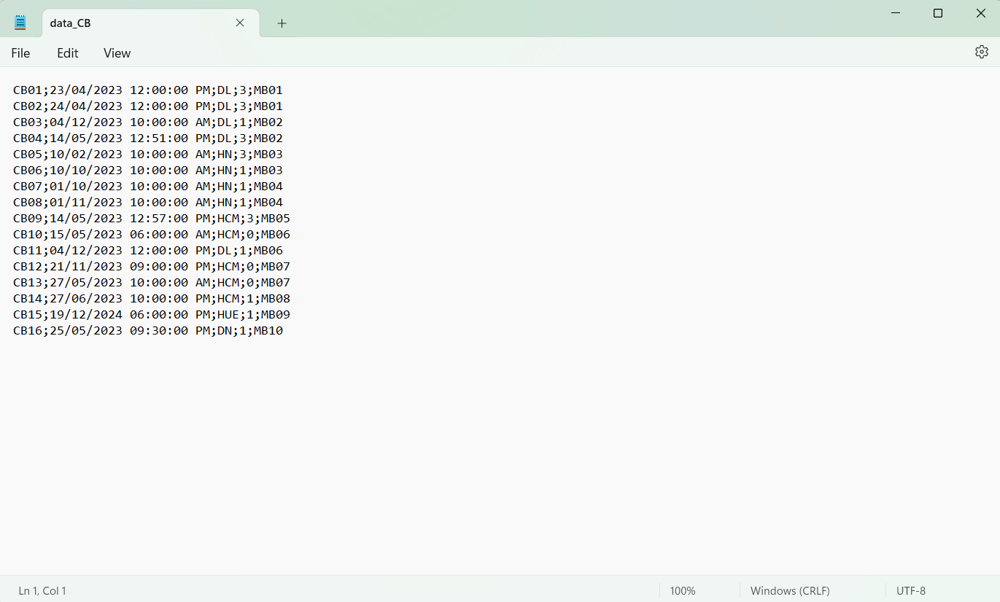 data_CB
File Edit View
CB01;23/04/2023 12:00:00 PM;DL;3;MB01
CB02;24/04/2023 12:00:00 PM;DL;3;MB01
CB03;04/12/2023 10:00:00 AM;DL;1;MB02
CB04;14/05/2023 12:51:00 PM;DL;3;MB02
CB05;10/02/2023 10:00:00 AM;HN;3;MB03
CB06;10/10/2023 10:00:00 AM;HN;1;MB03
CB07;01/10/2023 10:00:00 AM;HN;1;MB04
CB08;01/11/2023 10:00:00 AM;HN;1;MB04
CB09;14/05/2023 12:57:00 PM;HCM;3;MB05
CB10;15/05/2023 06:00:00 AM;HCM;0;MB06
CB11;04/12/2023 12:00:00 PM;DL;1;MB06
CB12;21/11/2023 09:00:00 PM;HCM;0;MB07
CB13;27/05/2023 10:00:00 AM;HCM;0;MB07
CB14;27/06/2023 10:00:00 PM;HCM;1;MB08
CB15;19/12/2024 06:00:00 PM;HUE;1;MB09
CB16;25/05/2023 09:30:00 PM;DN;1;MB10
Ln 1, Col 1 100% Windows (CRLF) UTF-8